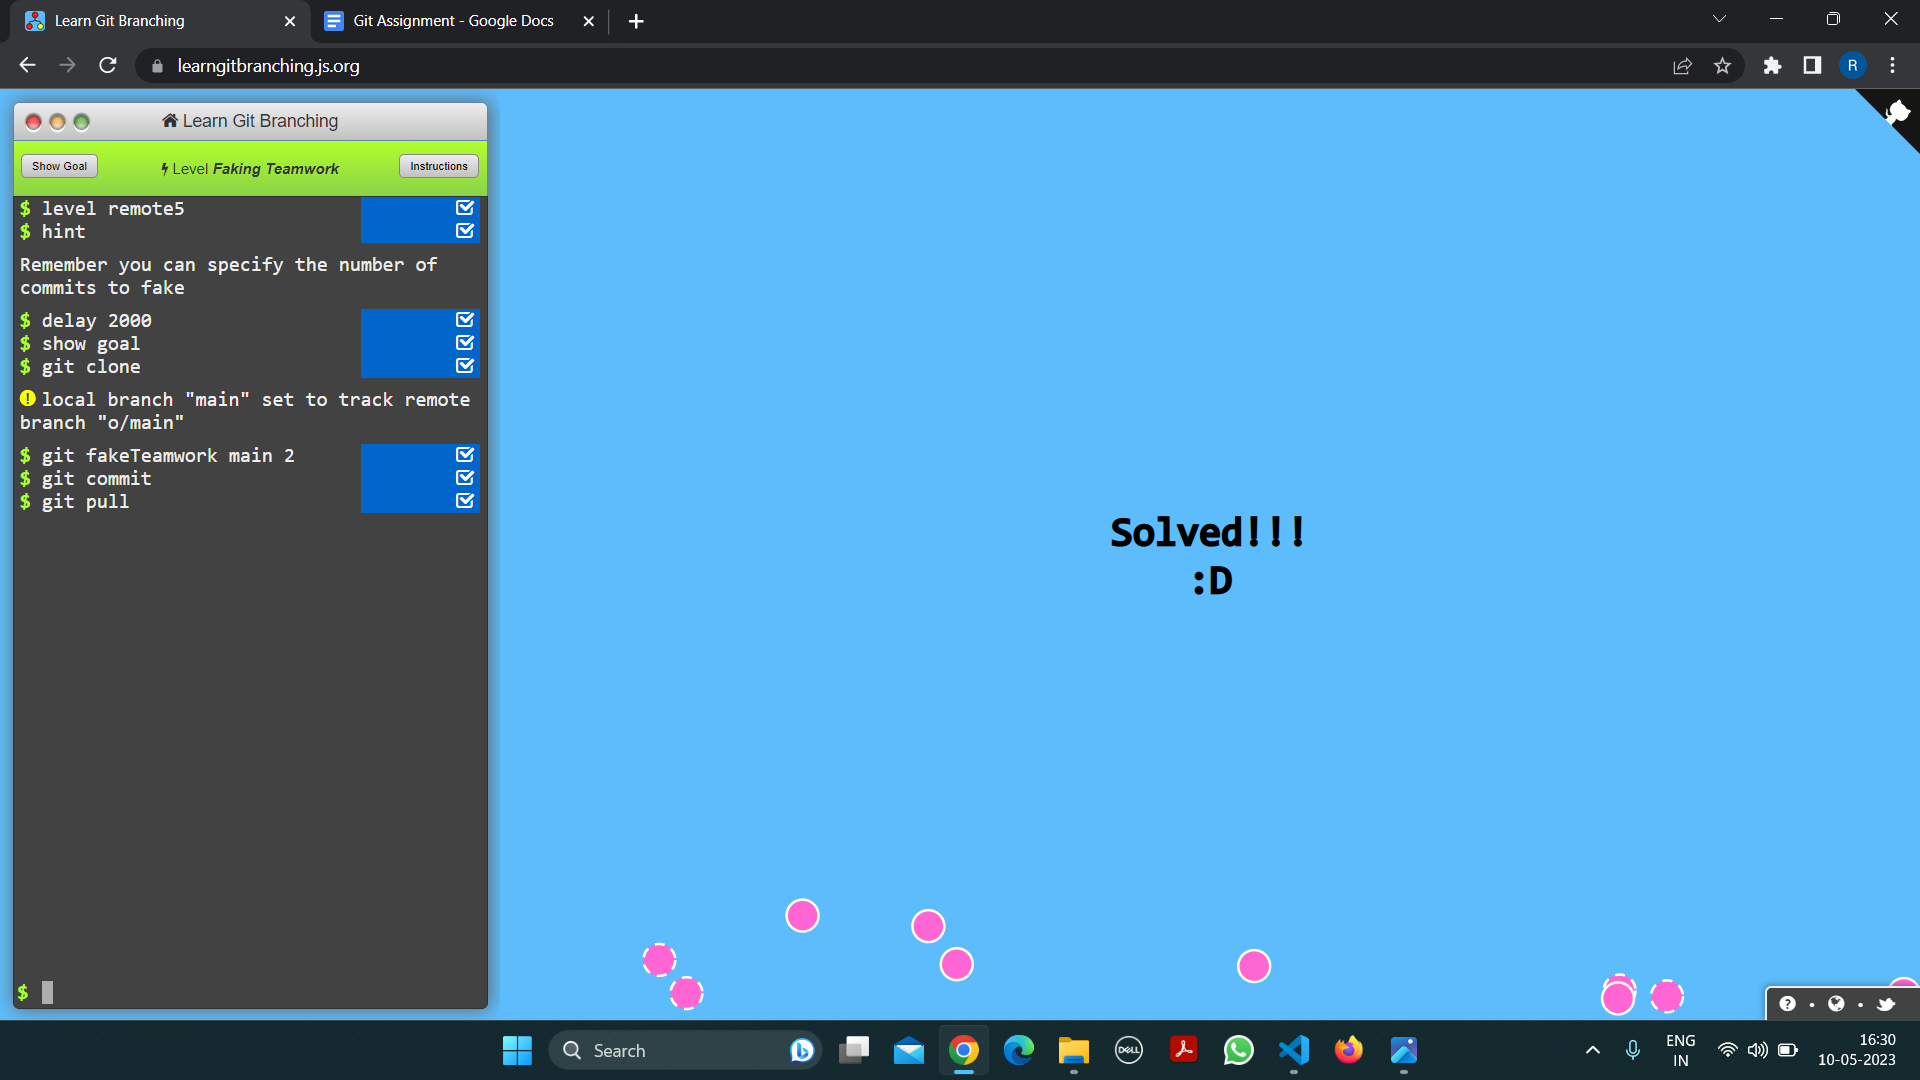 Learn Git Branching
Git Assignment - Google Docs
learngitbranching.js.org
R
Learn Git Branching
Show Goal
Level Faking Teamwork
Instructions
$ level remote5
$ hint
Remember you can specify the number of
commits to fake
$ delay 2000
$ show goal
$ git clone
local branch "main" set to track remote
branch "o/main"
$ git fakeTeamwork main 2
$ git commit
$ git pull
$
Solved!!!
:D
Search
DELL
ENG
IN
16:30
10-05-2023